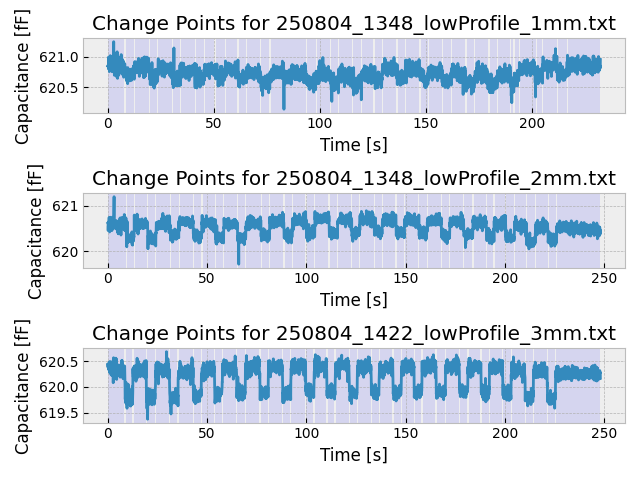 Change Points for 250804_1348_lowProfile_1mm.txt
Capacitance [fF]
621.0
620.5
0 50 100 150 200
Time [s]
Change Points for 250804_1348_lowProfile_2mm.txt
Capacitance [fF]
621
620
0 50 100 150 200 250
Time [s]
Change Points for 250804_1422_lowProfile_3mm.txt
Capacitance [fF]
620.5
620.0
619.5
0 50 100 150 200 250
Time [s]